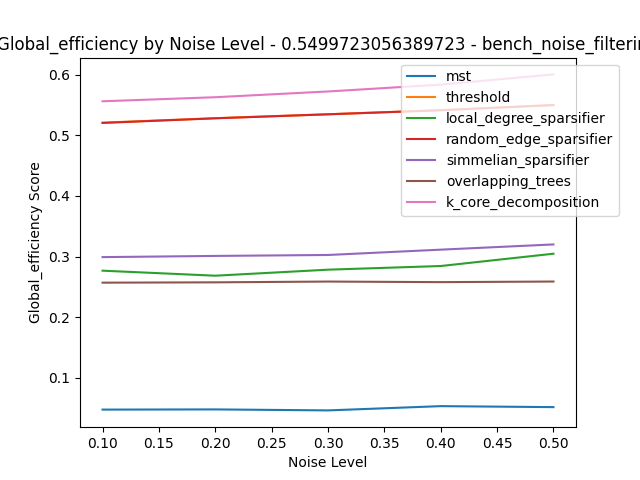 Global_efficiency by Noise Level - 0.5499723056389723 - bench_noise_filterin
mst
threshold
local_degree_sparsifier
random_edge_sparsifier
simmelian_sparsifier
overlapping_trees
k_core_decomposition
Global_efficiency Score
0.6
0.5
0.4
0.3
0.2
0.1
0.10 0.15 0.20 0.25 0.30 0.35 0.40 0.45 0.50
Noise Level